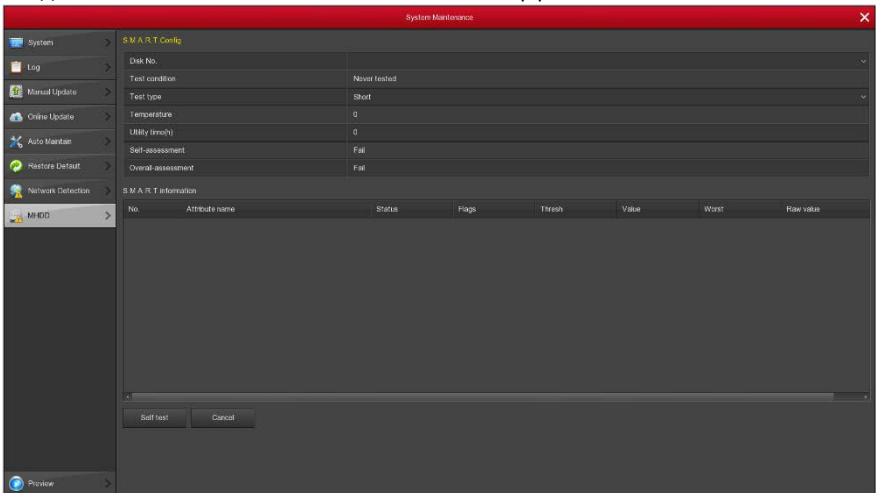 System Maintenance
System
Log
Manual Update
Online Update
Auto Maintain
Restore Default
Network Detection
MHDD
Preview
S.M.A.R.T Config
Disk No.
Test condition Never tested
Test type Short
Temperature 0
Utility time(h) 0
Self-assessment Fail
Overall-assessment Fail
S.M.A.R.T information
No. Attribute name Status Flags Thresh Value Worst Raw value
Self test Cancel